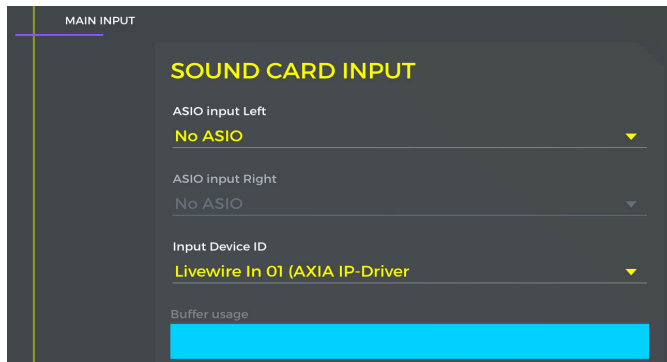 MAIN INPUT
SOUND CARD INPUT
ASIO input Left
No ASIO
ASIO input Right
No ASIO
Input Device ID
Livewire In 01 (AXIA IP-Driver
Buffer usage